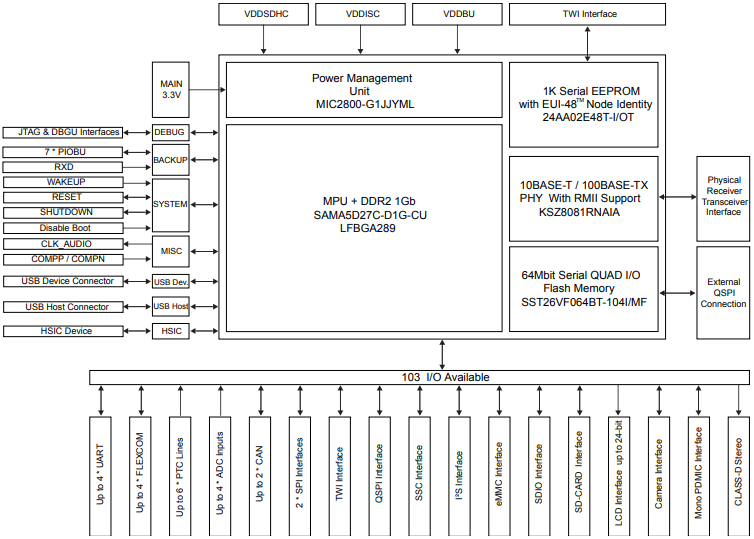 VDDSDHC
VDDISC
VDDBU
TWI Interface
MAIN
3.3V
Power Management
Unit
MIC2800-G1JJYML
1K Serial EEPROM
with EUI-48™ Node Identity
24AA02E48T-I/OT
JTAG & DBGU Interfaces
DEBUG
7 * PIOBU
RXD
BACKUP
WAKEUP
RESET
SHUTDOWN
Disable Boot
SYSTEM
CLK_AUDIO
COMPP / COMPN
MISC
USB Device Connector
USB Dev.
USB Host Connector
USB Host
HSIC Device
HSIC
MPU + DDR2 1Gb
SAMA5D27C-D1G-CU
LFBGA289
10BASE-T / 100BASE-TX
PHY With RMII Support
KSZ8081RNAIA
Physical
Receiver
Transceiver
Interface
64Mbit Serial QUAD I/O
Flash Memory
SST26VF064BT-104I/MF
External
QSPI
Connection
103 I/O Available
Up to 4 * UART
Up to 4 * FLEXCOM
Up to 6 * PTC Lines
Up to 4 * ADC Inputs
Up to 2 * CAN
2 * SPI Interfaces
TWI Interface
QSPI Interface
SSC Interface
I²S Interface
eMMC Interface
SDIO Interface
SD-CARD Interface
LCD Interface up to 24-bit
Camera Interface
Mono PDMIC Interface
CLASS-D Stereo